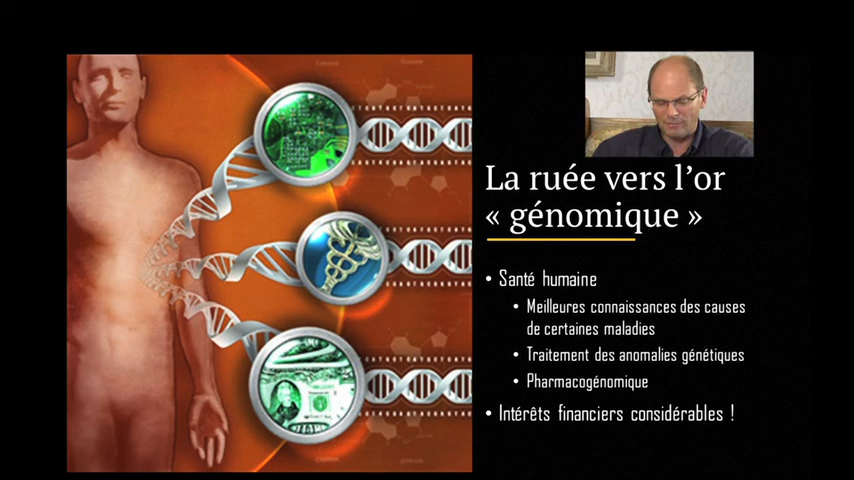 La ruée vers l’or
« génomique »
• Santé humaine
• Meilleures connaissances des causes
de certaines maladies
• Traitement des anomalies génétiques
• Pharmacogénomique
• Intérêts financiers considérables !